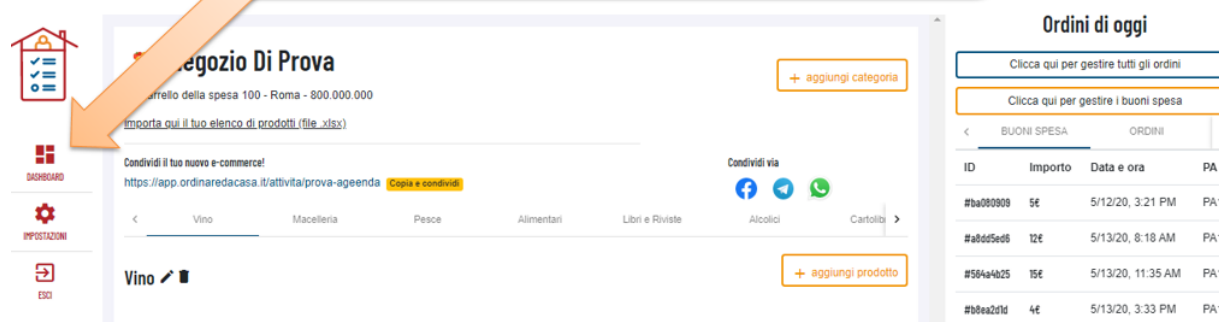 DASHBOARD
IMPOSTAZIONI
ESCI
egozio Di Prova
rrello della spesa 100 - Roma - 800.000.000
Importa qui il tuo elenco di prodotti (file .xlsx)
+ aggiungi categoria
Condividi il tuo nuovo e-commerce!
https://app.ordinaredacasa.it/attivita/prova-ageenda Copia e condividi
Condividi via
< Vino Macelleria Pesce Alimentari Libri e Riviste Alcolici Cartolib >
Vino
+ aggiungi prodotto
Ordini di oggi
Clicca qui per gestire tutti gli ordini
Clicca qui per gestire i buoni spesa
< BUONI SPESA ORDINI
ID Importo Data e ora PA
#ba080909 5€ 5/12/20, 3:21 PM PA
#a8dd5ed6 12€ 5/13/20, 8:18 AM PA
#564a4b25 15€ 5/13/20, 11:35 AM PA
#b8ea2d1d 4€ 5/13/20, 3:33 PM PA